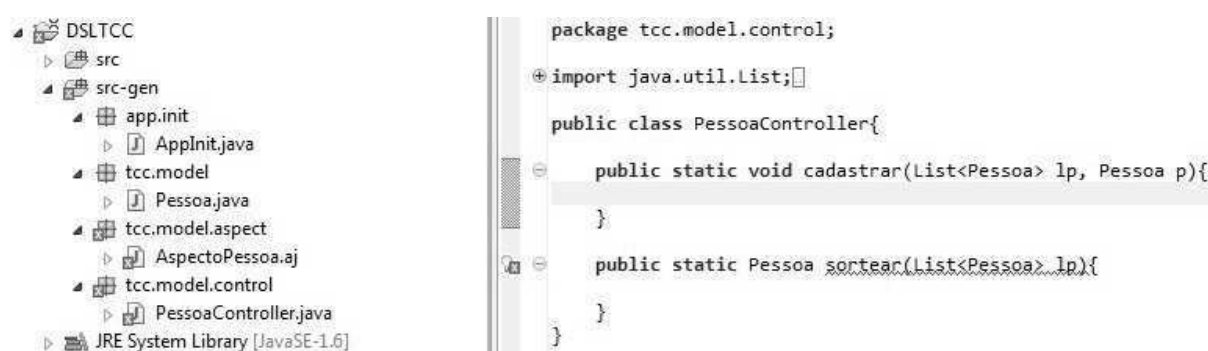 DSLTCC
src
src-gen
app.init
AppInit.java
tcc.model
Pessoa.java
tcc.model.aspect
AspectoPessoa.aj
tcc.model.control
PessoaController.java
JRE System Library [JavaSE-1.6]
package tcc.model.control;
import java.util.List;
public class PessoaController{
public static void cadastrar(List<Pessoa> lp, Pessoa p){
}
public static Pessoa sortear(List<Pessoa> lp){
}
}